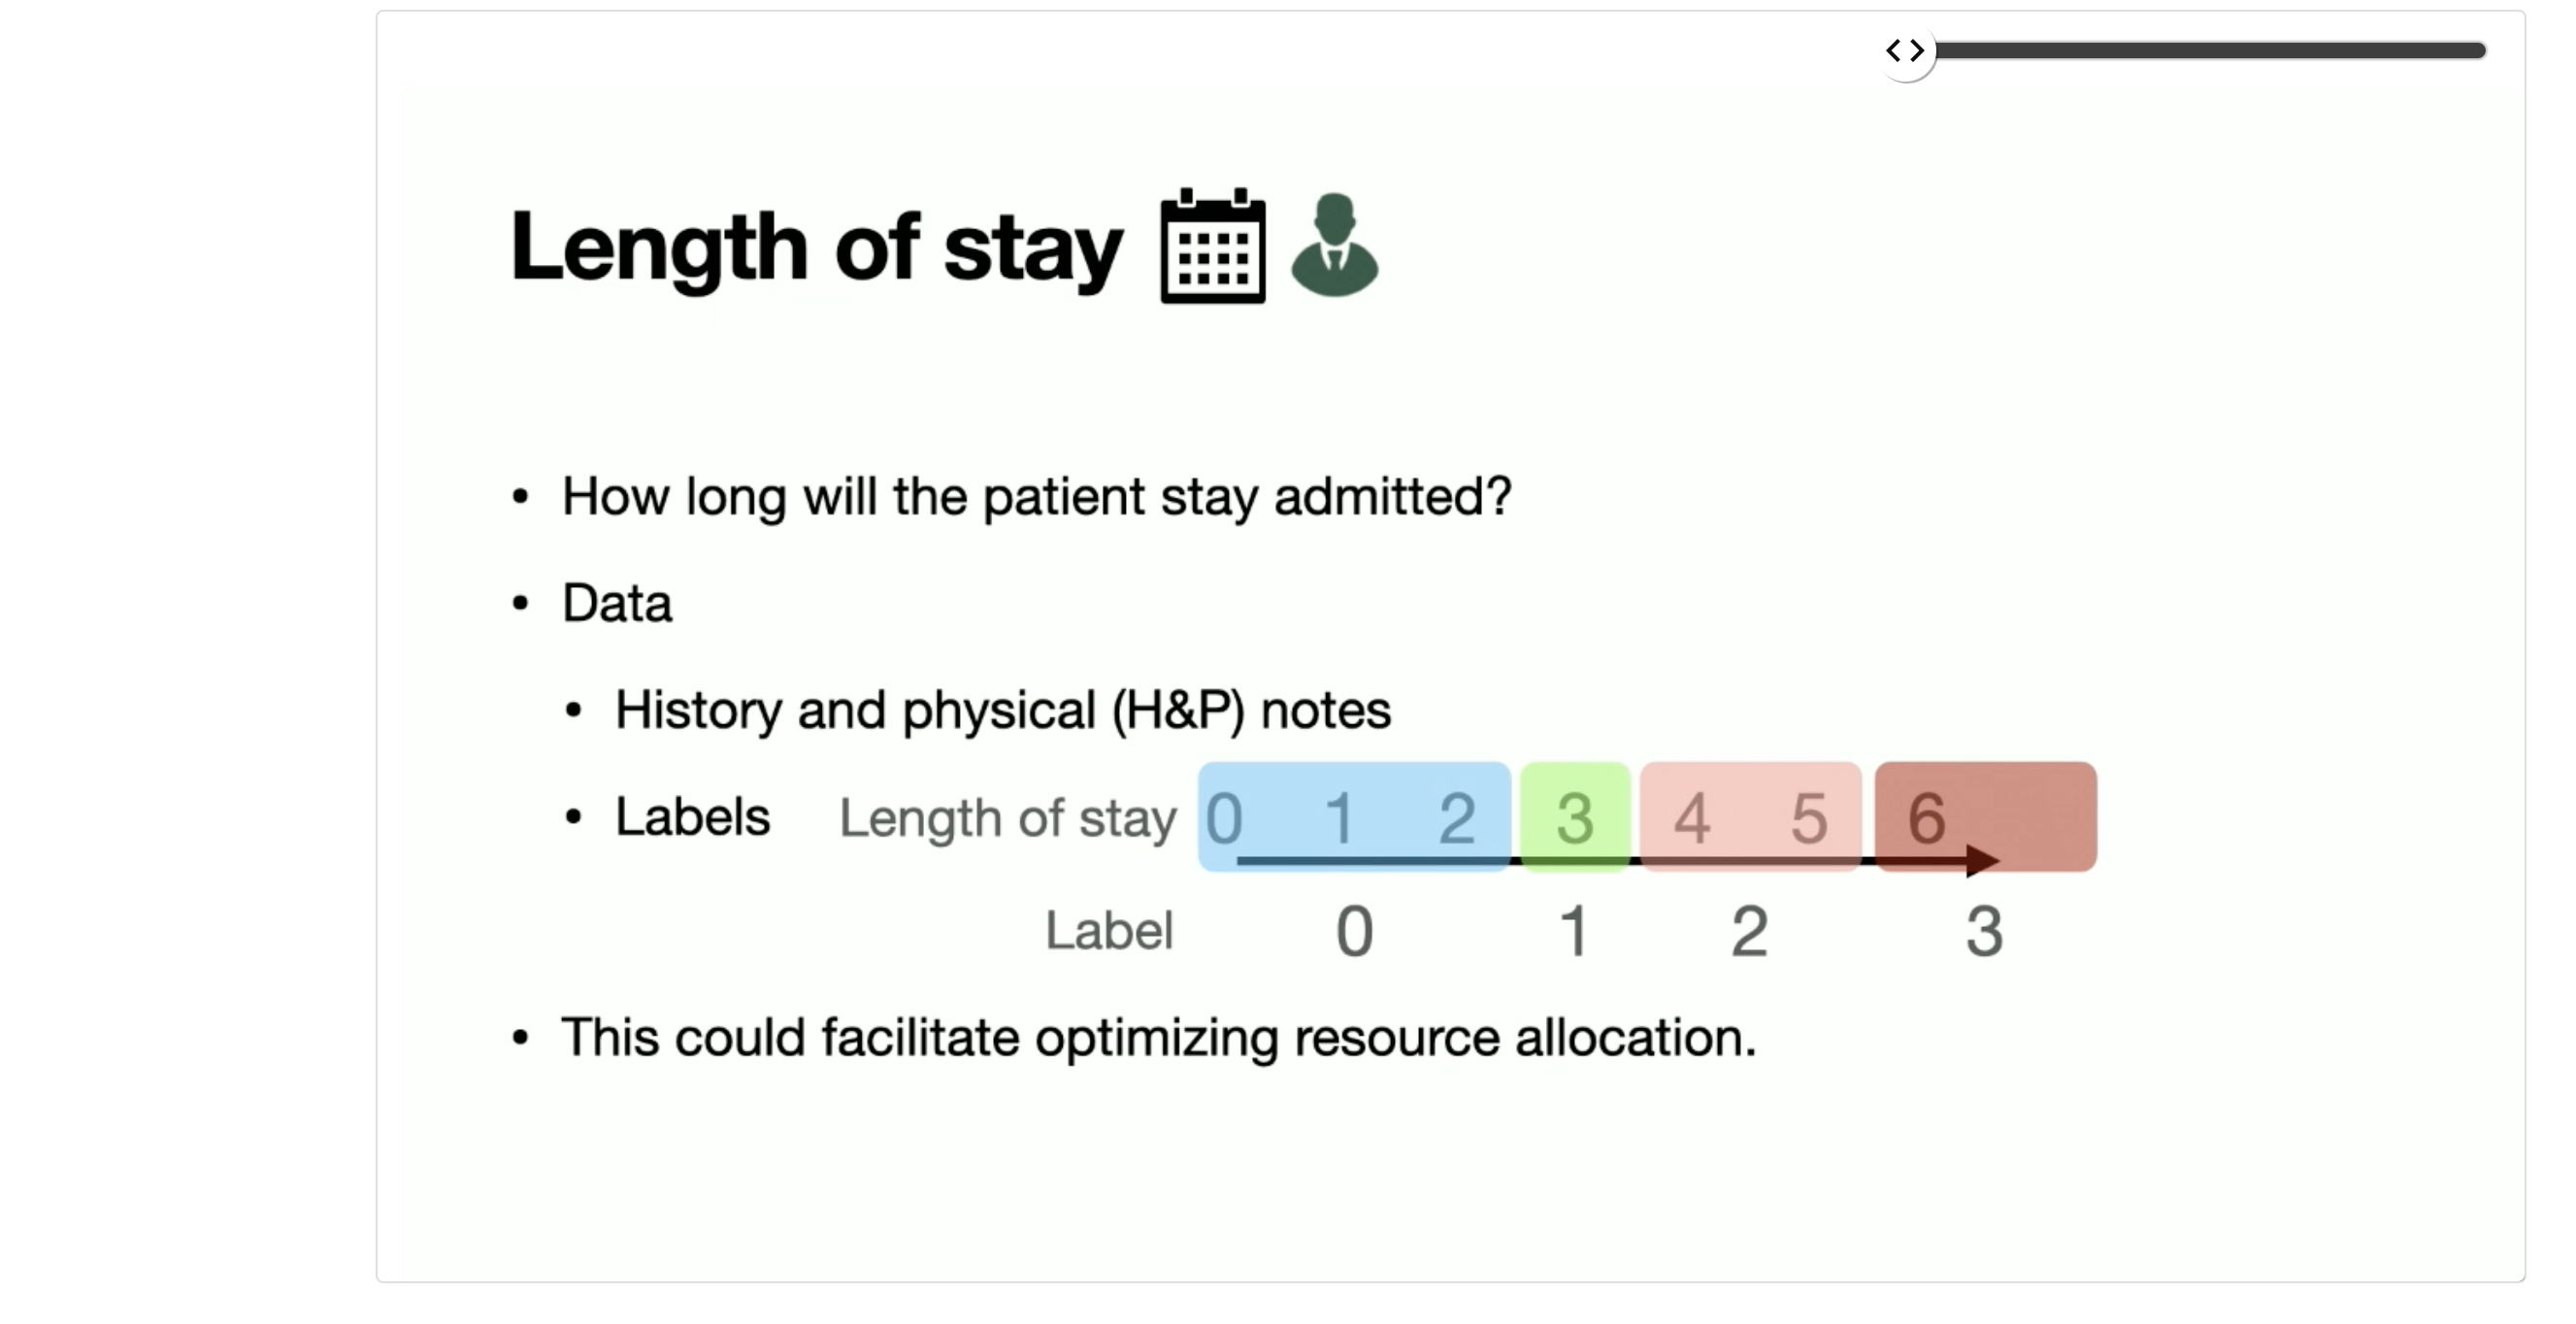 Length of stay
• How long will the patient stay admitted?
• Data
• History and physical (H&P) notes
• Labels Length of stay 0 1 2 3 4 5 6
Label 0 1 2 3
• This could facilitate optimizing resource allocation.